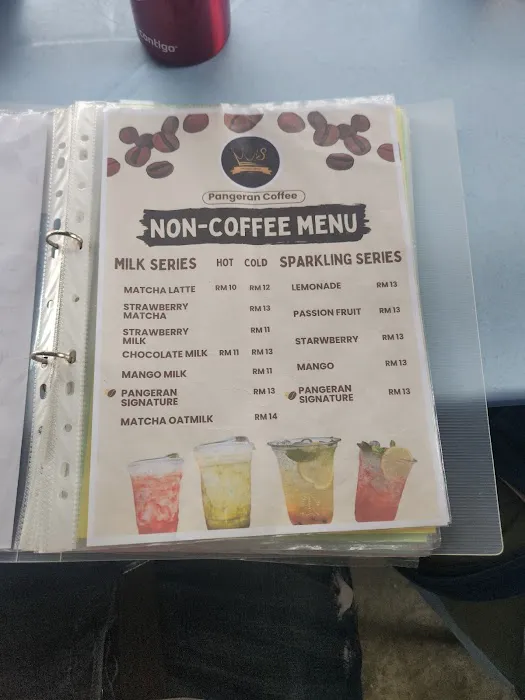 contigo
Pangeran Coffee
NON-COFFEE MENU
MILK SERIES HOT COLD
MATCHA LATTE RM 10 RM 12
STRAWBERRY
MATCHA RM 13
STRAWBERRY
MILK RM 11
CHOCOLATE MILK RM 11 RM 13
MANGO MILK RM 11
PANGERAN
SIGNATURE RM 13
MATCHA OATMILK RM 14
SPARKLING SERIES
LEMONADE RM 13
PASSION FRUIT RM 13
STARWBERRY RM 13
MANGO RM 13
PANGERAN
SIGNATURE RM 13